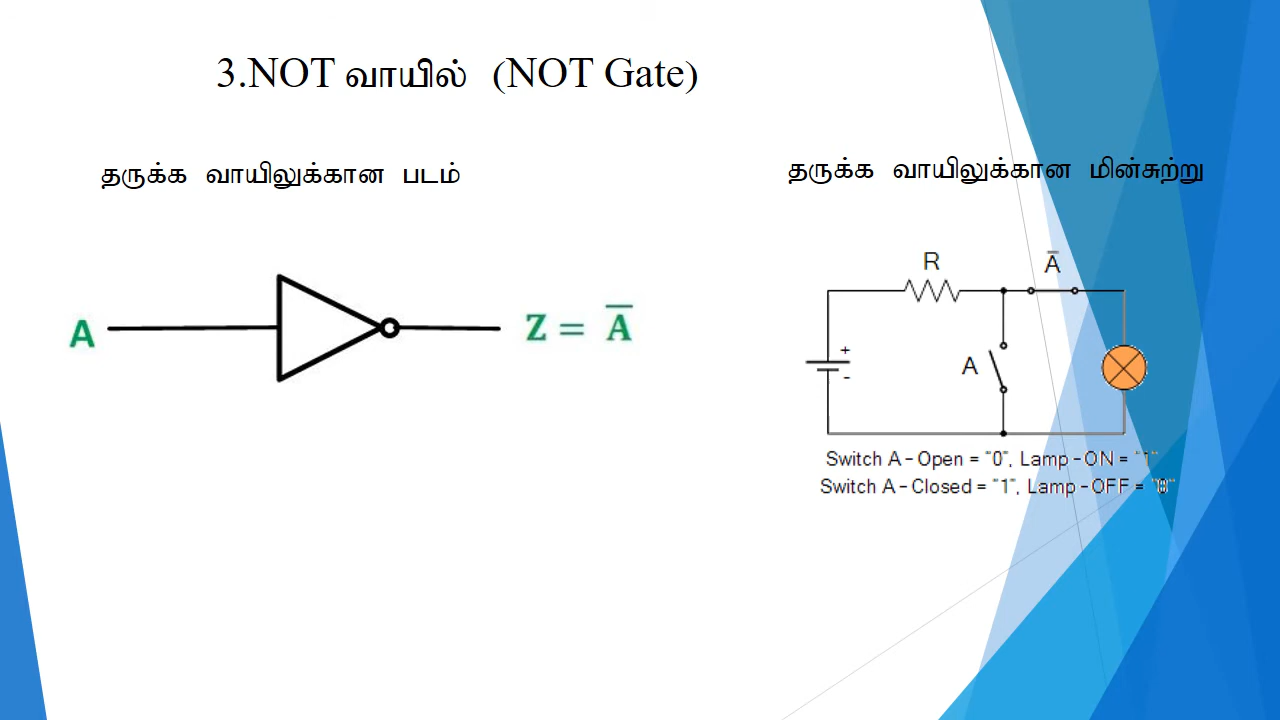 3.NOT வாயில் (NOT Gate)
தருக்க வாயிலுக்கான படம்
தருக்க வாயிலுக்கான மின்சுற்று
A
Z = A̅
R
A̅
+
-
A
Switch A - Open = "0", Lamp - ON = "1"
Switch A - Closed = "1", Lamp - OFF = "0"